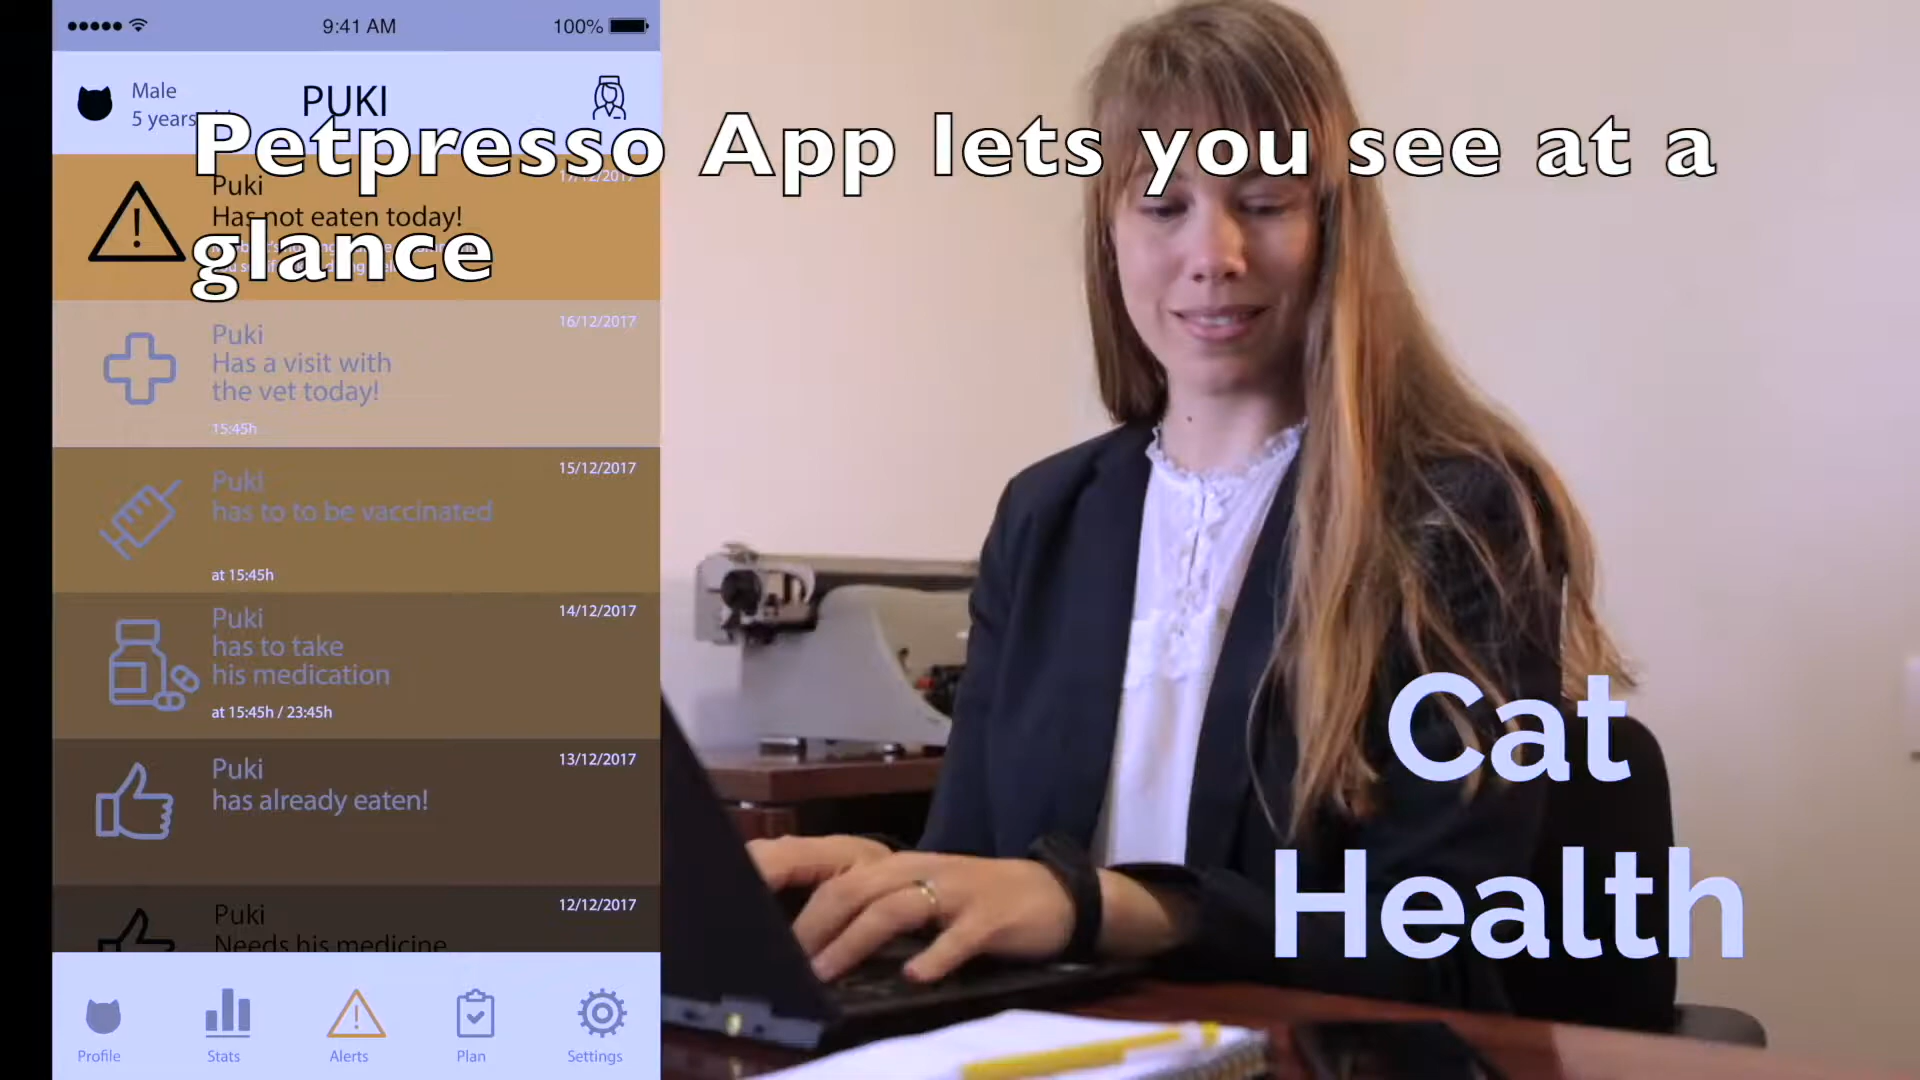 9:41 AM
100%
Male
5 years
PUKI
Petpresso App lets you see at a
glance
17/12/2017
Puki
Has not eaten today!
16/12/2017
Puki
Has a visit with
the vet today!
15:45h
15/12/2017
Puki
has to to be vaccinated
at 15:45h
14/12/2017
Puki
has to take
his medication
at 15:45h / 23:45h
13/12/2017
Puki
has already eaten!
12/12/2017
Puki
Needs his medicine
Profile
Stats
Alerts
Plan
Settings
Cat
Health